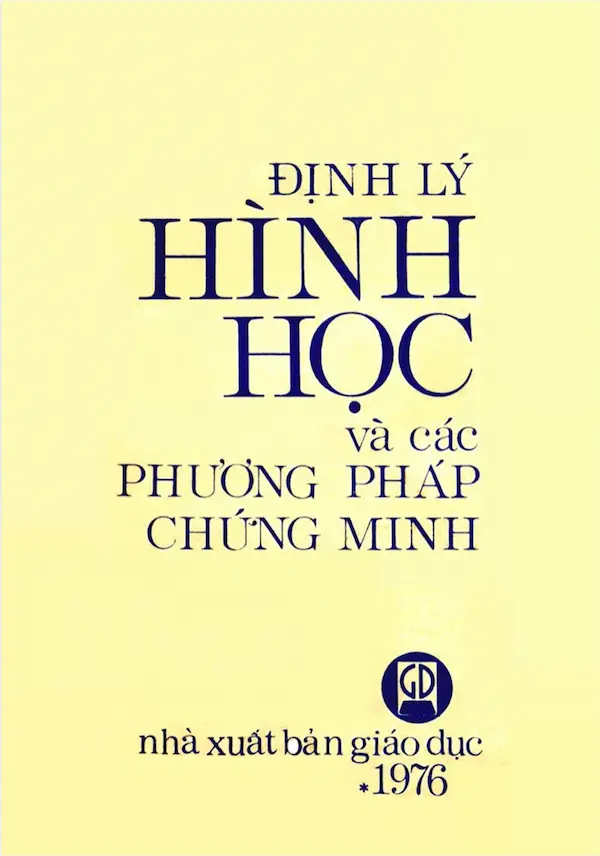 ĐỊNH LÝ
HÌNH
HỌC
và các
PHƯƠNG PHÁP
CHỨNG MINH
GD
nhà xuất bản giáo dục
*1976